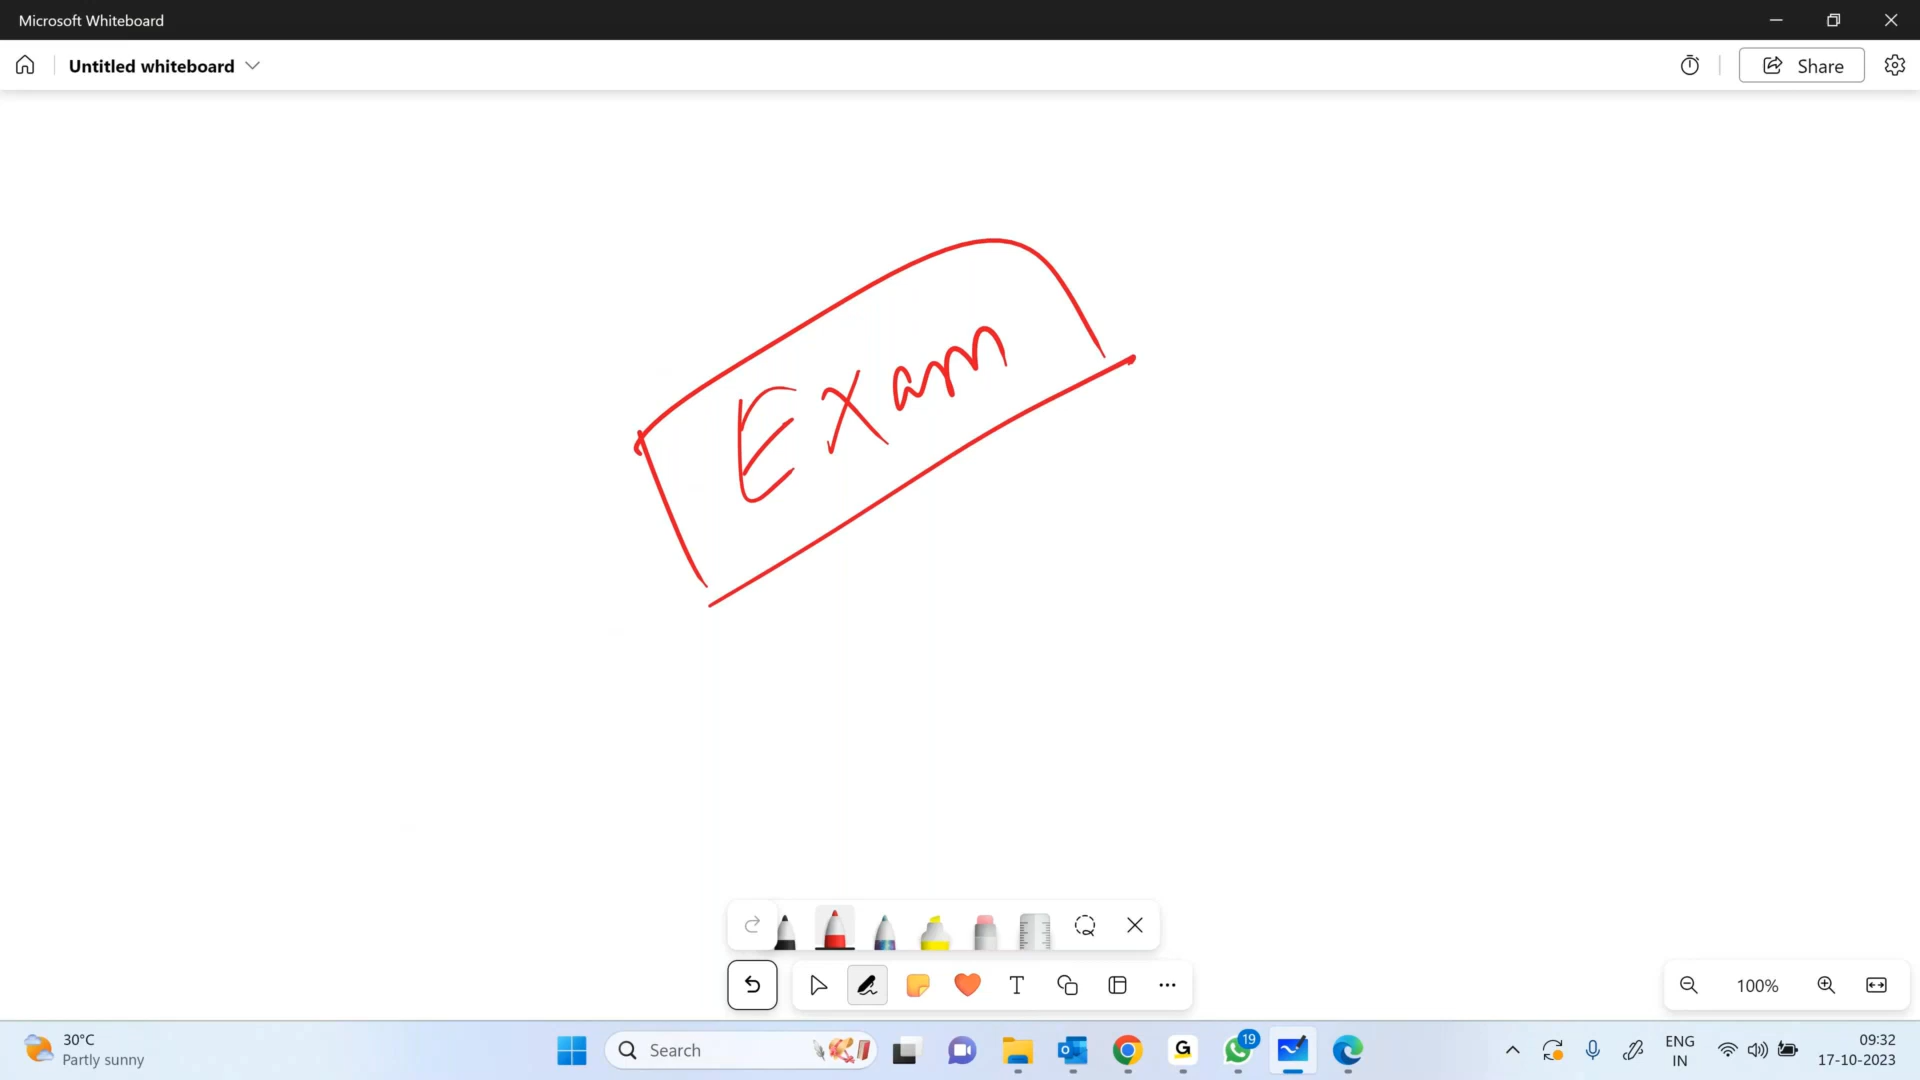 Microsoft Whiteboard
Untitled whiteboard
Share
Exam
100%
30°C
Partly sunny
Search
G
19
ENG
IN
09:32
17-10-2023